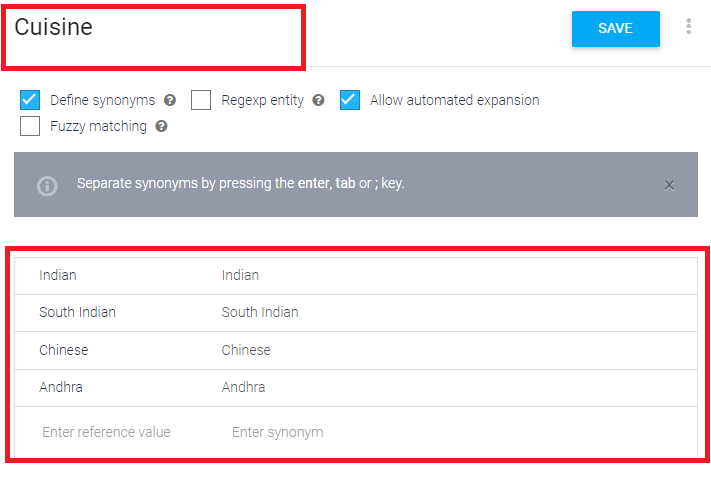 Cuisine
SAVE
Define synonyms
Regexp entity
Allow automated expansion
Fuzzy matching
Separate synonyms by pressing the enter, tab or ; key.
Indian Indian
South Indian South Indian
Chinese Chinese
Andhra Andhra
Enter reference value Enter synonym